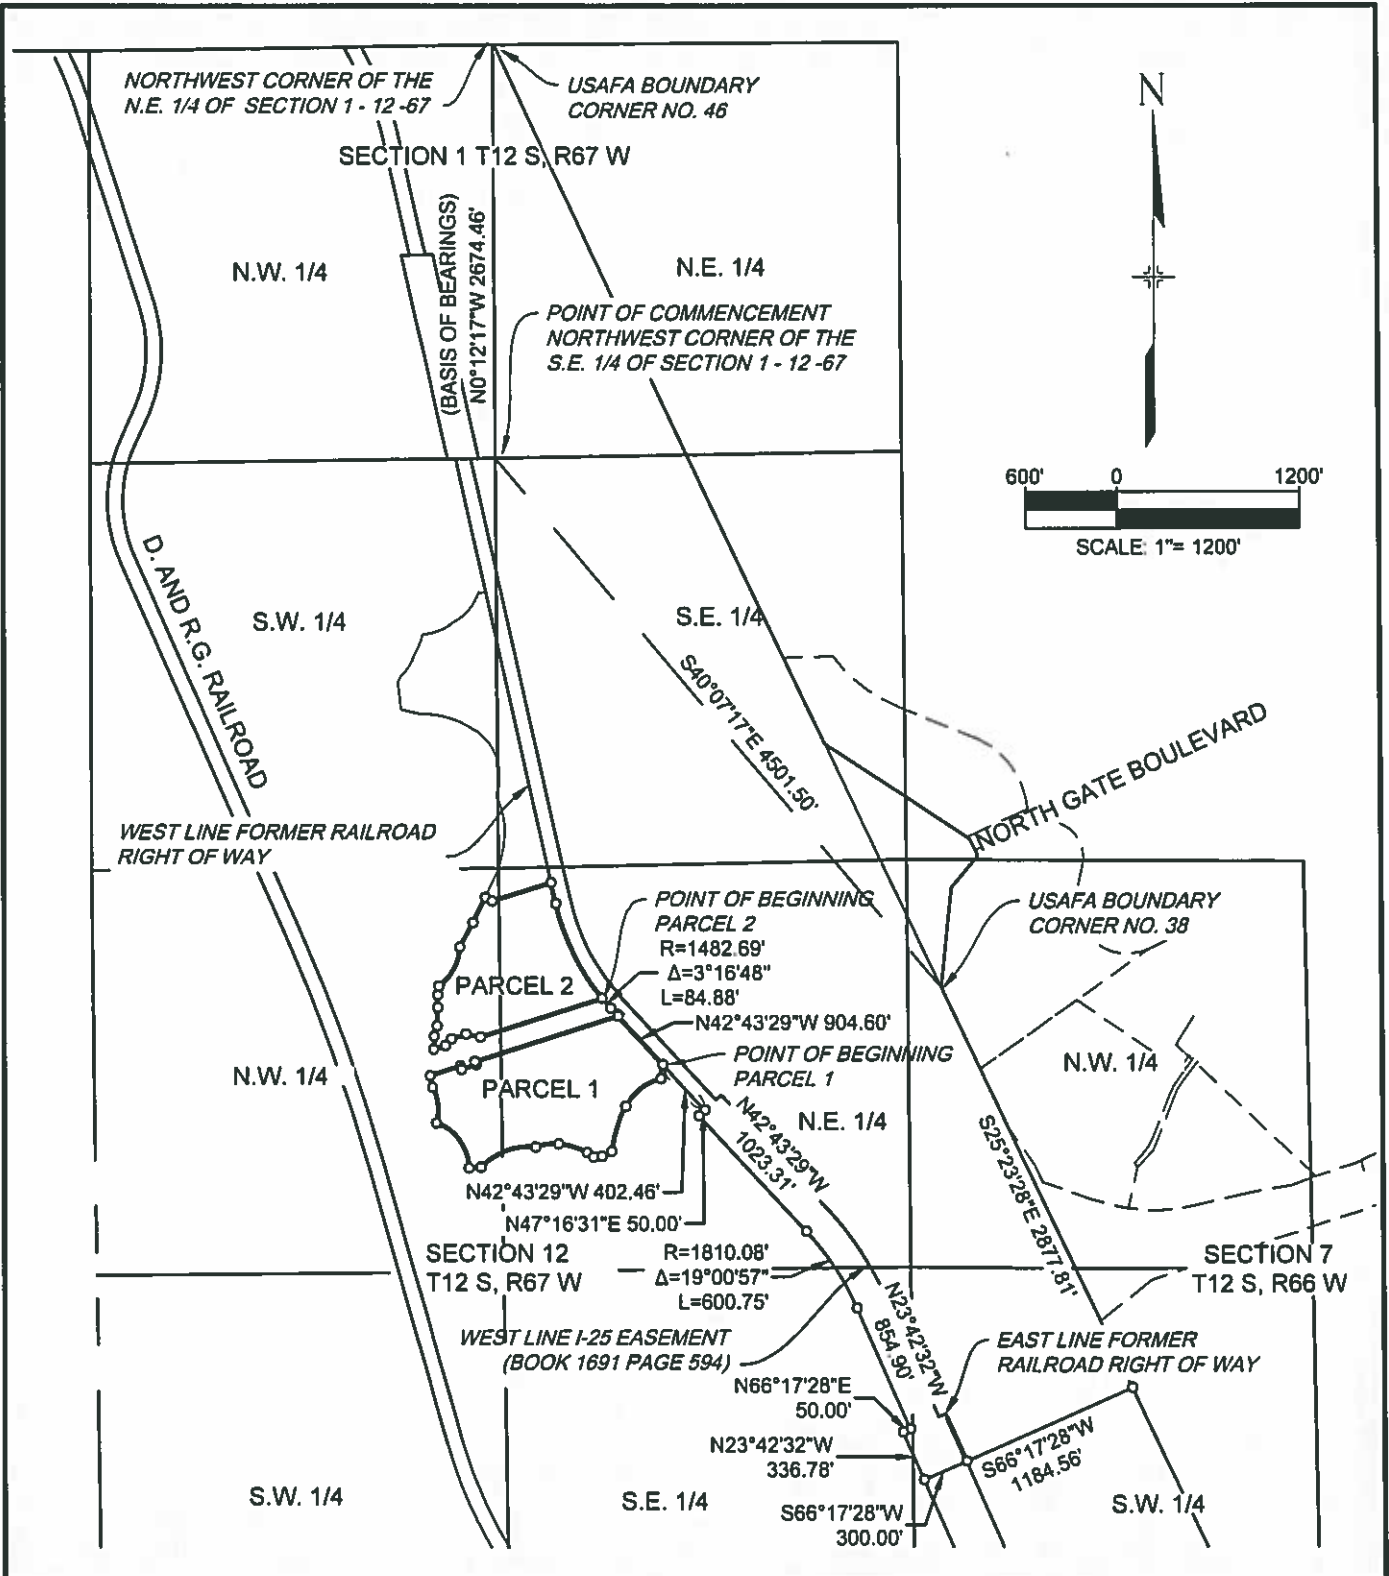 NORTHWEST CORNER OF THE
N.E. 1/4 OF SECTION 1 - 12 -67
USAFA BOUNDARY
CORNER NO. 46
N
SECTION 1 T12 S, R67 W
(BASIS OF BEARINGS)
N0°12'17"W 2674.46'
N.W. 1/4
N.E. 1/4
POINT OF COMMENCEMENT
NORTHWEST CORNER OF THE
S.E. 1/4 OF SECTION 1 - 12 -67
600' 0 1200'
SCALE: 1"= 1200'
D. AND R.G. RAILROAD
S.W. 1/4
S.E. 1/4
S40°07'17"E 4501.50'
NORTH GATE BOULEVARD
WEST LINE FORMER RAILROAD
RIGHT OF WAY
POINT OF BEGINNING
PARCEL 2
R=1482.69'
Δ=3°16'48"
L=84.88'
USAFA BOUNDARY
CORNER NO. 38
PARCEL 2
N42°43'29"W 904.60'
POINT OF BEGINNING
PARCEL 1
N.W. 1/4
PARCEL 1
N.W. 1/4
N42°43'29"W
1023.31'
N.E. 1/4
S25°23'28"E 2877.81'
N42°43'29"W 402.46'
N47°16'31"E 50.00'
SECTION 12
T12 S, R67 W
R=1810.08'
Δ=19°00'57"
L=600.75'
SECTION 7
T12 S, R66 W
WEST LINE I-25 EASEMENT
(BOOK 1691 PAGE 594)
N23°42'32"W
854.90'
EAST LINE FORMER
RAILROAD RIGHT OF WAY
N66°17'28"E
50.00'
N23°42'32"W
336.78'
S66°17'28"W
1184.56'
S.W. 1/4
S.E. 1/4
S66°17'28"W
300.00'
S.W. 1/4